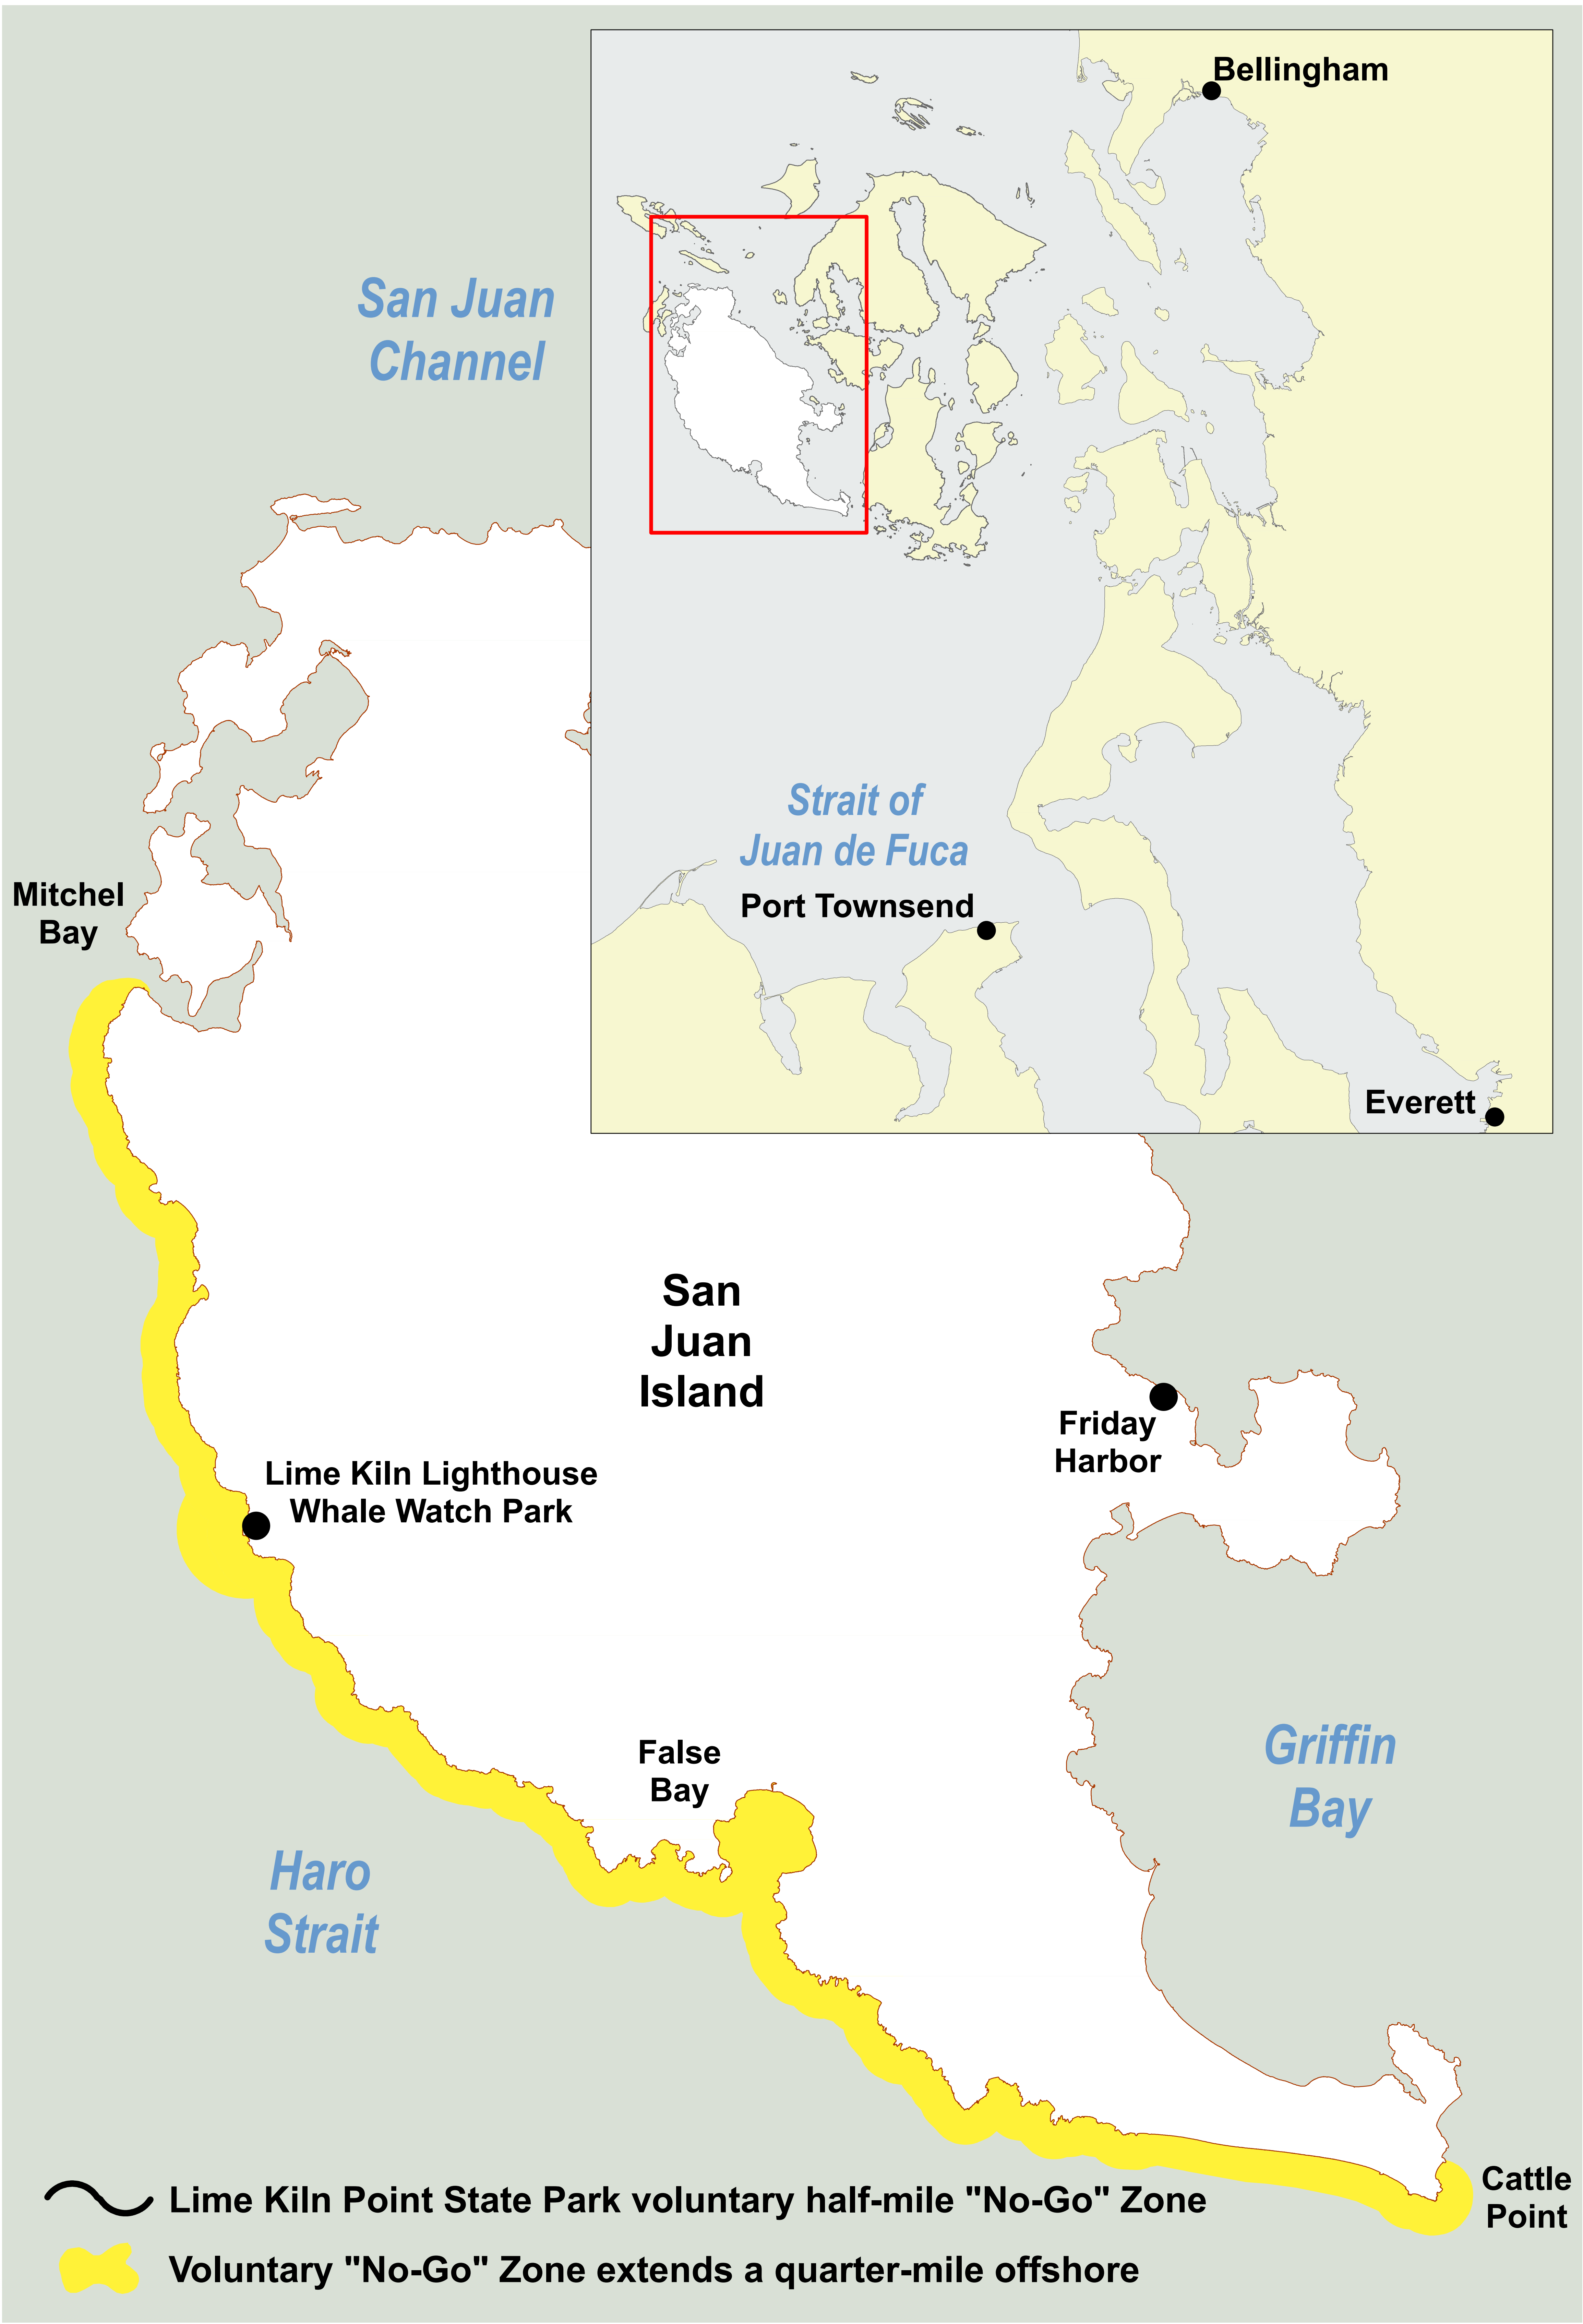 Bellingham
San Juan
Channel
Strait of
Juan de Fuca
Port Townsend
Everett
Mitchel
Bay
San
Juan
Island
Friday
Harbor
Lime Kiln Lighthouse
Whale Watch Park
False
Bay
Griffin
Bay
Haro
Strait
Cattle
Point
Lime Kiln Point State Park voluntary half-mile "No-Go" Zone
Voluntary "No-Go" Zone extends a quarter-mile offshore